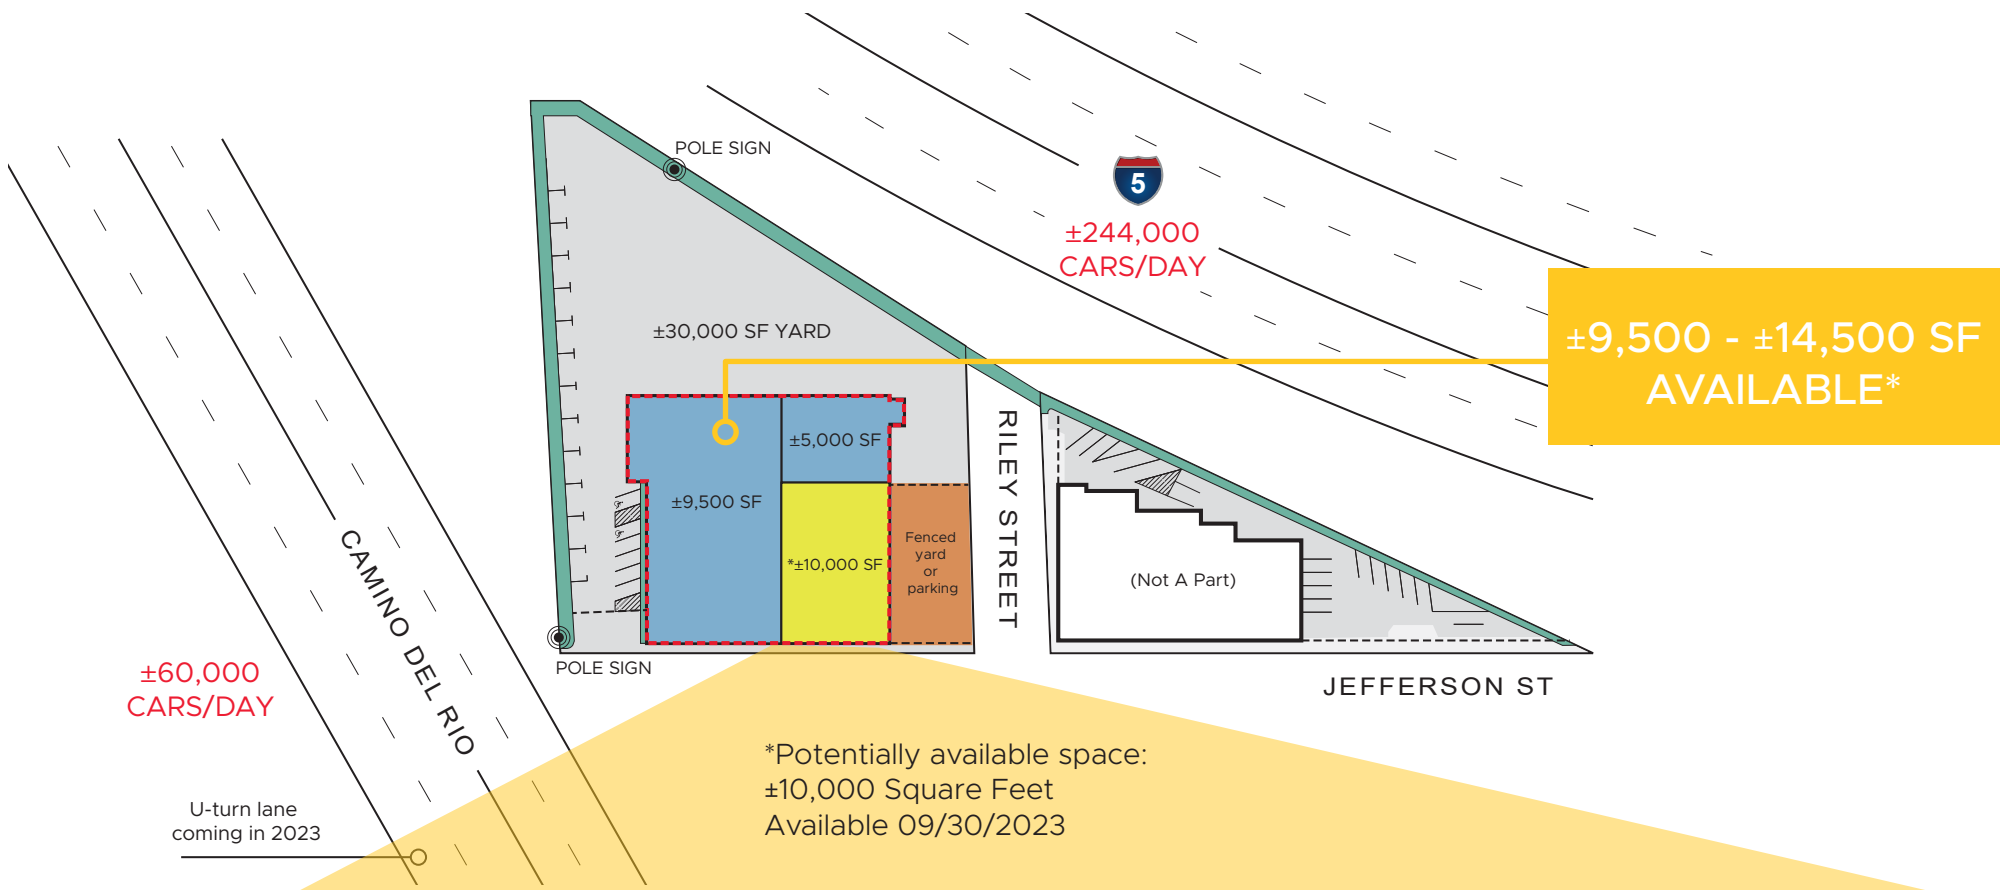 POLE SIGN
5
±244,000
CARS/DAY
±30,000 SF YARD
±9,500 - ±14,500 SF
AVAILABLE*
±5,000 SF
±9,500 SF
*±10,000 SF
Fenced
yard
or
parking
RILEY STREET
(Not A Part)
CAMINO DEL RIO
±60,000
CARS/DAY
POLE SIGN
JEFFERSON ST
*Potentially available space:
±10,000 Square Feet
Available 09/30/2023
U-turn lane
coming in 2023